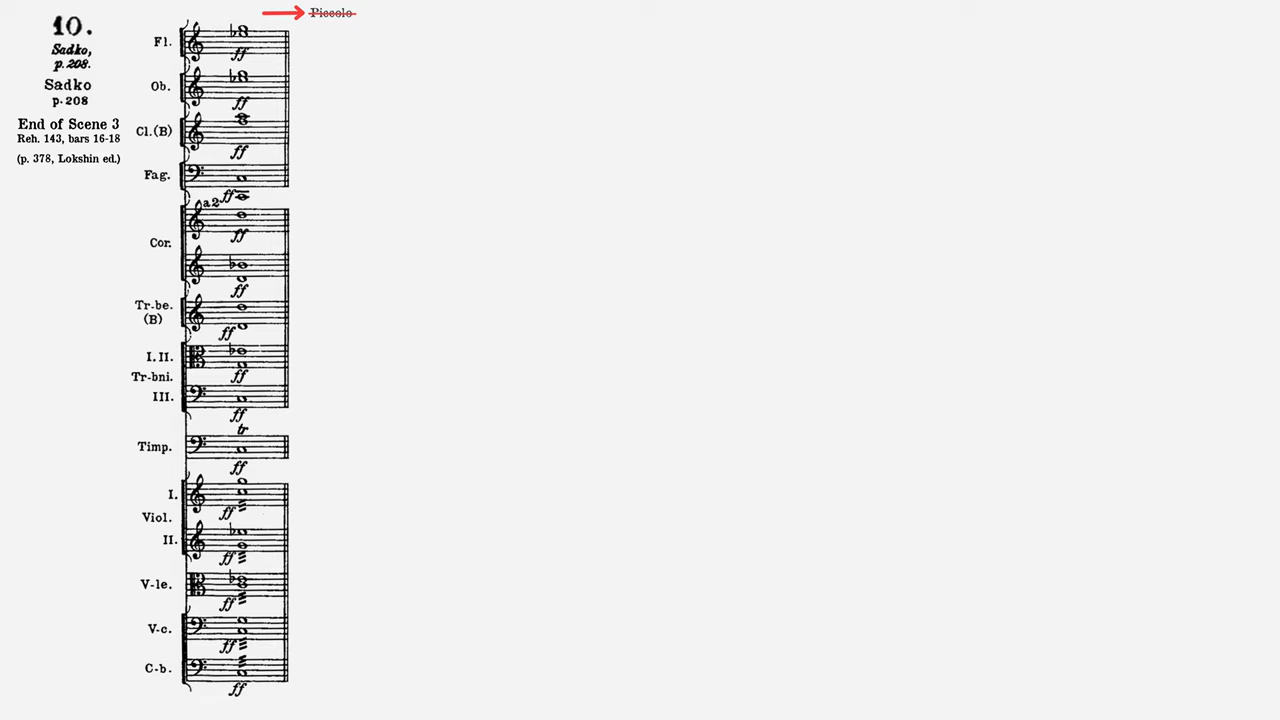 Piccolo
10.
Sadko,
p. 208.
Sadko
p. 208
End of Scene 3
Reh. 143, bars 16-18
(p. 378, Lokshin ed.)
Fl.
ff
Ob.
ff
Cl.(B)
ff
Fag.
ff
a2
Cor.
ff
ff
Tr-be.
(B)
ff
I. II.
ff
Tr-bni.
III.
ff
tr
Timp.
ff
I.
ff
Viol.
II.
ff
V-le.
ff
V-c.
ff
C-b.
ff